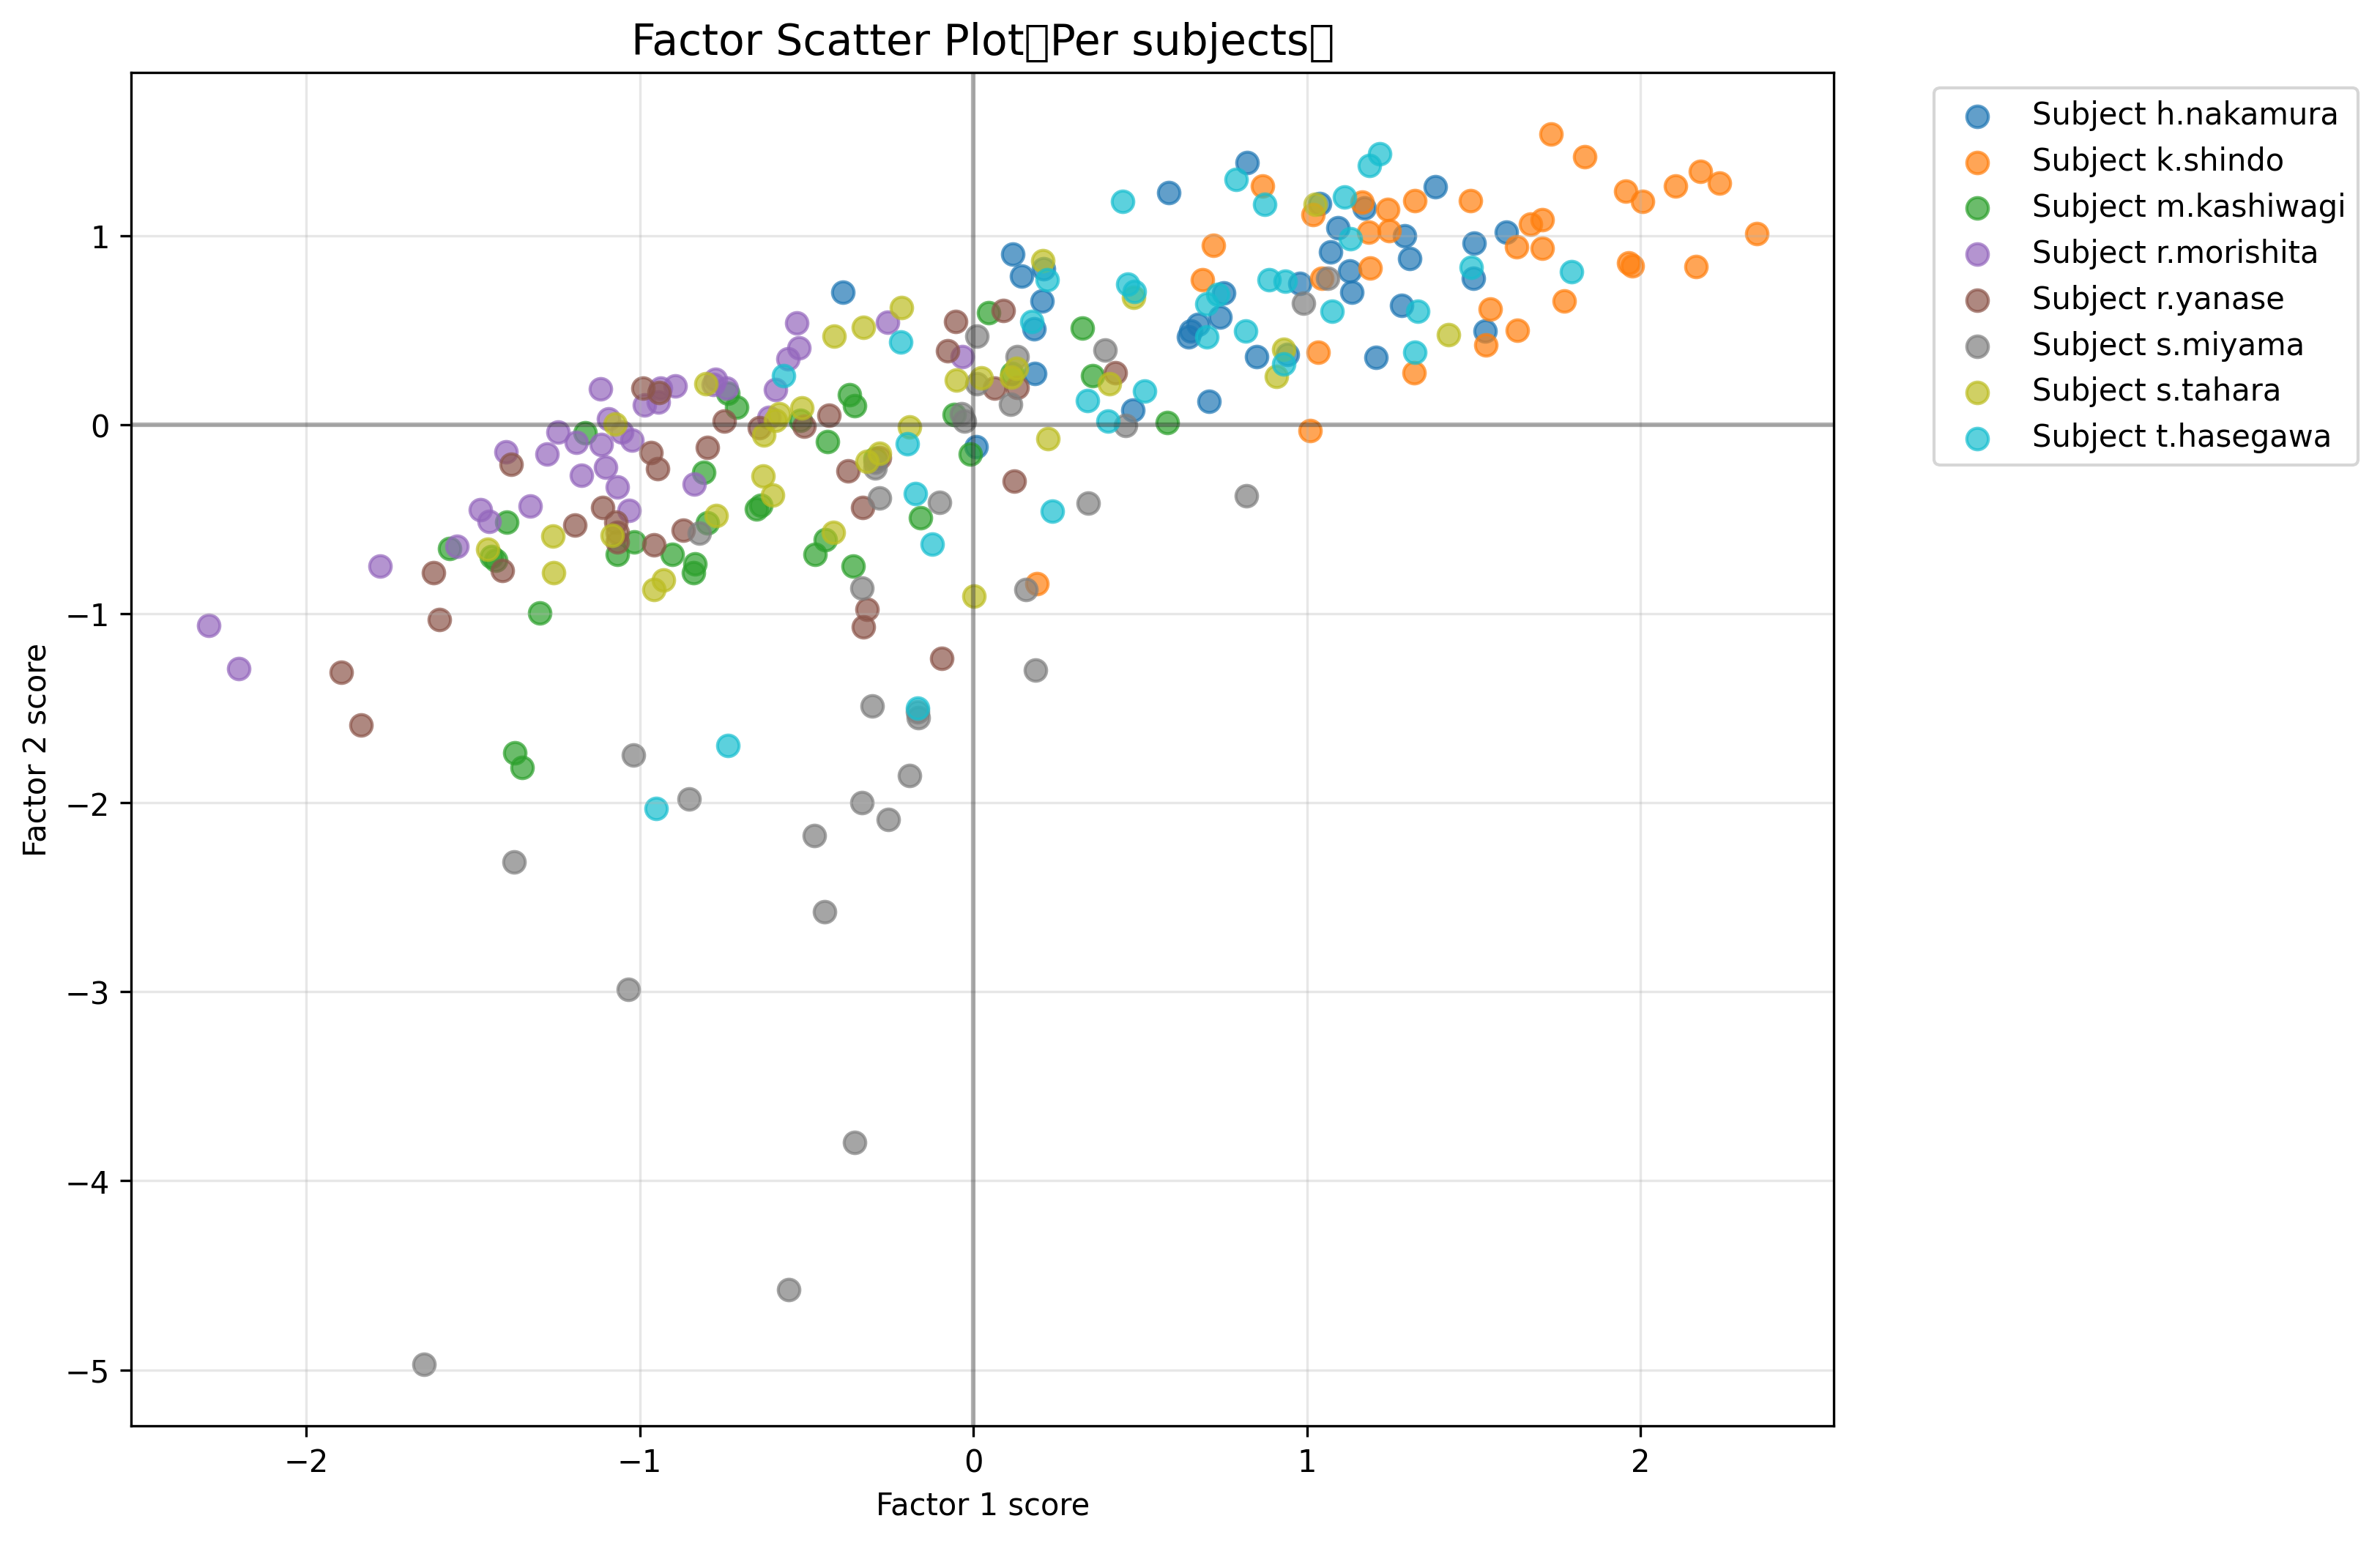 Factor Scatter Plot▯Per subjects▯
Subject h.nakamura
Subject k.shindo
Subject m.kashiwagi
Subject r.morishita
Subject r.yanase
Subject s.miyama
Subject s.tahara
Subject t.hasegawa
Factor 2 score
1
0
−1
−2
−3
−4
−5
−2
−1
0
1
2
Factor 1 score